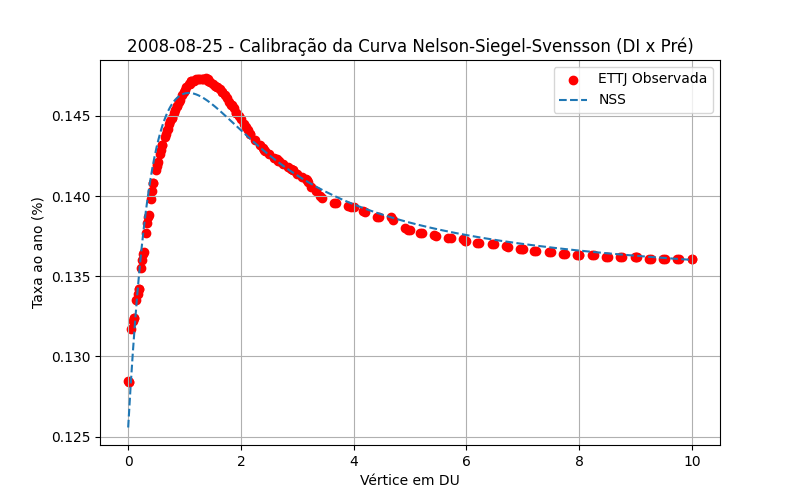 2008-08-25 - Calibração da Curva Nelson-Siegel-Svensson (DI x Pré)
ETTJ Observada
NSS
Taxa ao ano (%)
0.145
0.140
0.135
0.130
0.125
0 2 4 6 8 10
Vértice em DU